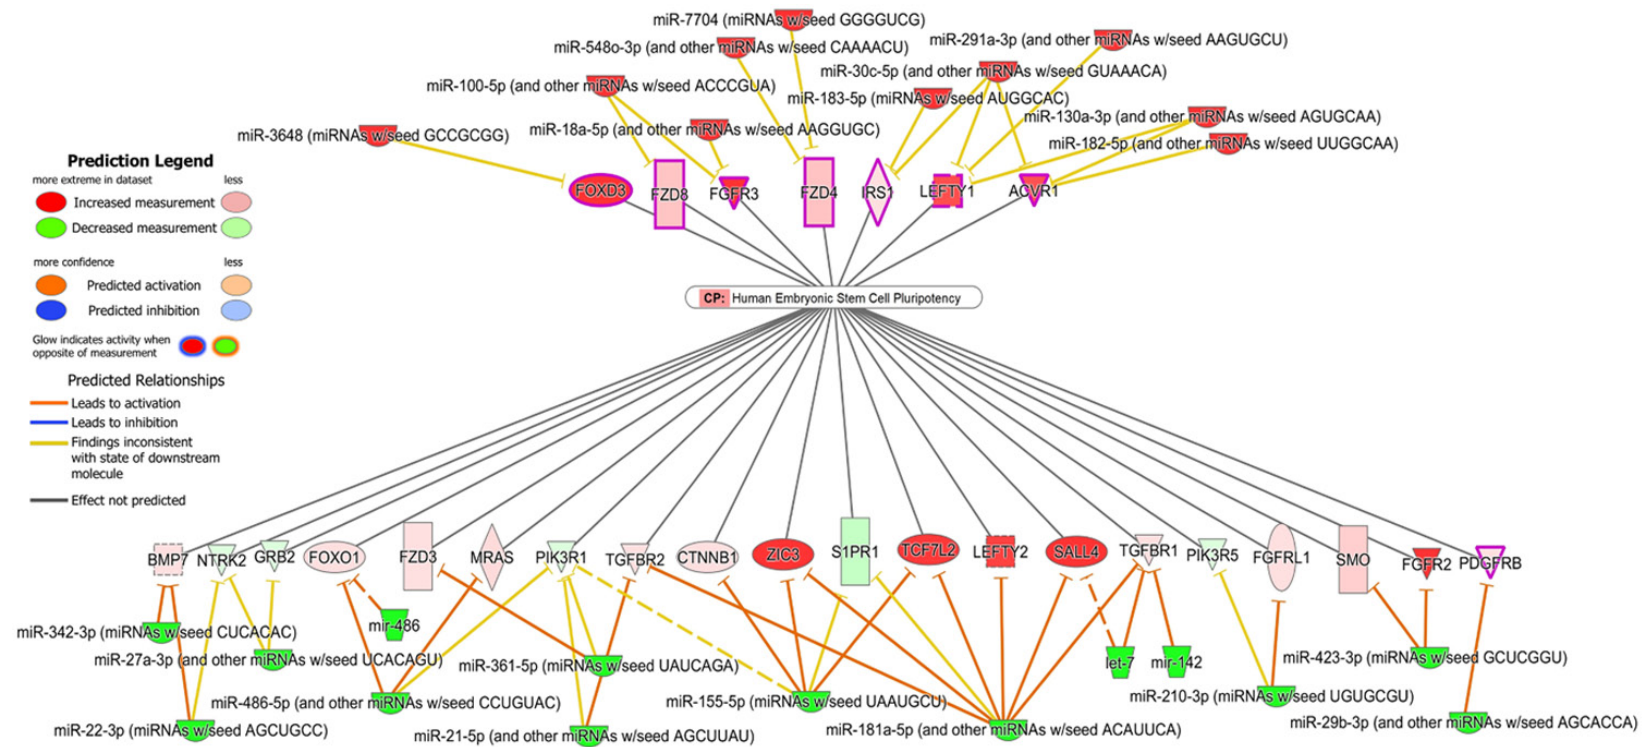 miR-7704 (miRNAs w/seed GGGGUCG)
miR-548o-3p (and other miRNAs w/seed CAAAACU)
miR-291a-3p (and other miRNAs w/seed AAGUGCU)
miR-30c-5p (and other miRNAs w/seed GUAAACA)
miR-100-5p (and other miRNAs w/seed ACCCGUA)
miR-183-5p (miRNAs w/seed AUGGCAC)
miR-130a-3p (and other miRNAs w/seed AGUGCAA)
miR-3648 (miRNAs w/seed GCCGCGG)
miR-18a-5p (and other miRNAs w/seed AAGGUGC)
miR-182-5p (and other miRNAs w/seed UUGGCAA)
FOXD3 FZD8 FGFR3 FZD4 IRS1 LEFTY1 ACVR1
CP: Human Embryonic Stem Cell Pluripotency
Prediction Legend
more extreme in dataset less
Increased measurement
Decreased measurement
more confidence less
Predicted activation
Predicted inhibition
Glow indicates activity when
opposite of measurement
Predicted Relationships
Leads to activation
Leads to inhibition
Findings inconsistent
with state of downstream
molecule
Effect not predicted
BMP7 NTRK2 GRB2 FOXO1 FZD3 MRAS PIK3R1 TGFBR2 CTNNB1 ZIC3 S1PR1 TCF7L2 LEFTY2 SALL4 TGFBR1 PIK3R5 FGFRL1 SMO FGFR2 PDGFRB
miR-342-3p (miRNAs w/seed CUCACAC)
mir-486
miR-27a-3p (and other miRNAs w/seed UCACAGU)
miR-361-5p (miRNAs w/seed UAUCAGA)
let-7
mir-142
miR-423-3p (miRNAs w/seed GCUCGGU)
miR-486-5p (and other miRNAs w/seed CCUGUAC)
miR-155-5p (miRNAs w/seed UAAUGCU)
miR-210-3p (miRNAs w/seed UGUGCGU)
miR-22-3p (miRNAs w/seed AGCUGCC)
miR-21-5p (and other miRNAs w/seed AGCUUAU)
miR-181a-5p (and other miRNAs w/seed ACAUUCA)
miR-29b-3p (and other miRNAs w/seed AGCACCA)